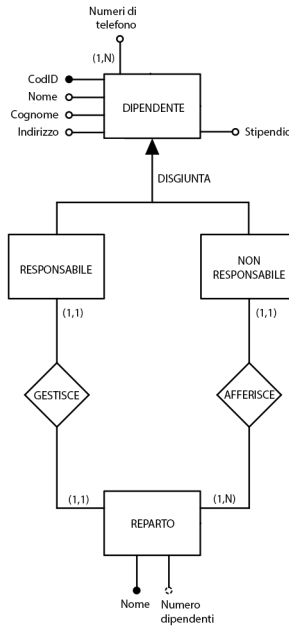 Numeri di
telefono
(1,N)
CodID
Nome
Cognome
Indirizzo
DIPENDENTE
Stipendio
DISGIUNTA
RESPONSABILE
NON
RESPONSABILE
(1,1)
(1,1)
GESTISCE
AFFERISCE
(1,1)
(1,N)
REPARTO
Nome
Numero
dipendenti